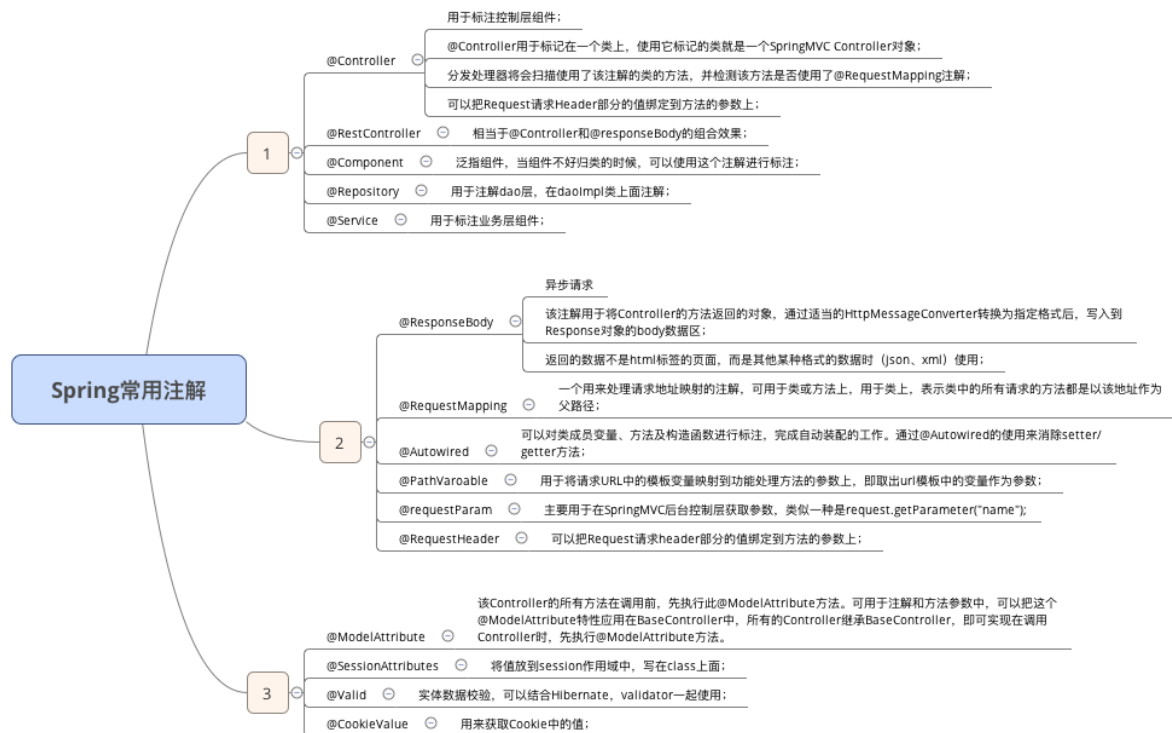 Spring常用注解
1
@Controller
用于标注控制层组件；
@Controller用于标记在一个类上，使用它标记的类就是一个SpringMVC Controller对象；
分发处理器将会扫描使用了该注解的类的方法，并检测该方法是否使用了@RequestMapping注解；
可以把Request请求Header部分的值绑定到方法的参数上；
@RestController 相当于@Controller和@responseBody的组合效果；
@Component 泛指组件，当组件不好归类的时候，可以使用这个注解进行标注；
@Repository 用于注解dao层，在daoImpl类上面注解；
@Service 用于标注业务层组件；
2
@ResponseBody
异步请求
该注解用于将Controller的方法返回的对象，通过适当的HttpMessageConverter转换为指定格式后，写入到
Response对象的body数据区；
返回的数据不是html标签的页面，而是其他某种格式的数据时（json、xml）使用；
@RequestMapping
一个用来处理请求地址映射的注解，可用于类或方法上，用于类上，表示类中的所有请求的方法都是以该地址作为
父路径；
@Autowired
可以对类成员变量、方法及构造函数进行标注，完成自动装配的工作。通过@Autowired的使用来消除setter/
getter方法；
@PathVaroable 用于将请求URL中的模板变量映射到功能处理方法的参数上，即取出url模板中的变量作为参数；
@requestParam 主要用于在SpringMVC后台控制层获取参数，类似一种是request.getParameter("name");
@RequestHeader 可以把Request请求header部分的值绑定到方法的参数上；
3
@ModelAttribute
该Controller的所有方法在调用前，先执行此@ModelAttribute方法。可用于注解和方法参数中，可以把这个
@ModelAttribute特性应用在BaseController中，所有的Controller继承BaseController，即可实现在调用
Controller时，先执行@ModelAttribute方法。
@SessionAttributes 将值放到session作用域中，写在class上面；
@Valid 实体数据校验，可以结合Hibernate，validator一起使用；
@CookieValue 用来获取Cookie中的值；